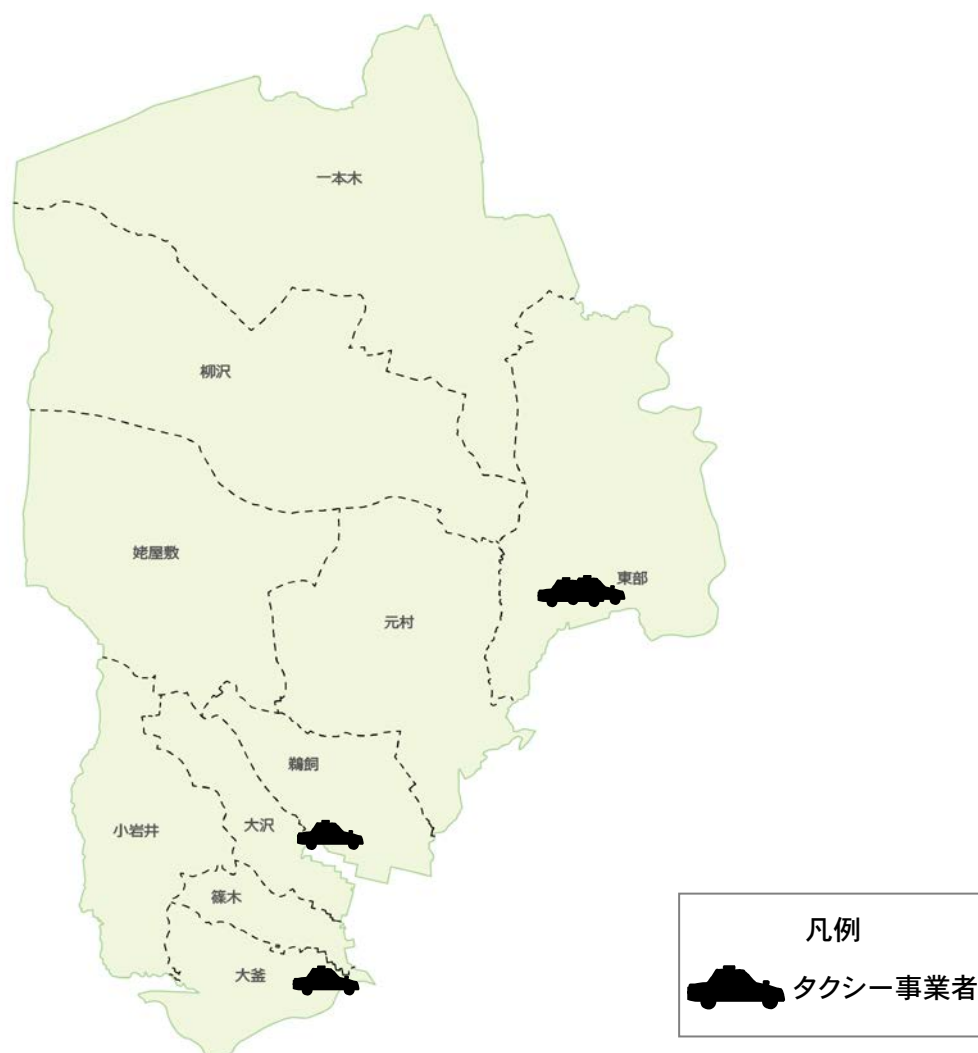 一本木
柳沢
姥屋敷
東部
元村
鵜飼
大沢
小岩井
篠木
大釜
凡例
タクシー事業者